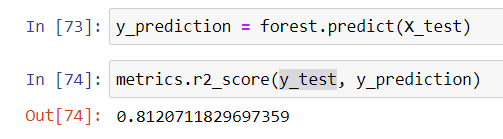 In [73]: y_prediction = forest.predict(X_test)
In [74]: metrics.r2_score(y_test, y_prediction)
Out[74]: 0.8120711829697359